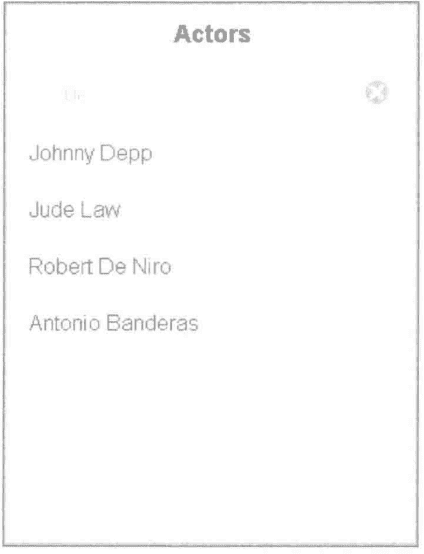 Actors
Johnny Depp
Jude Law
Robert De Niro
Antonio Banderas